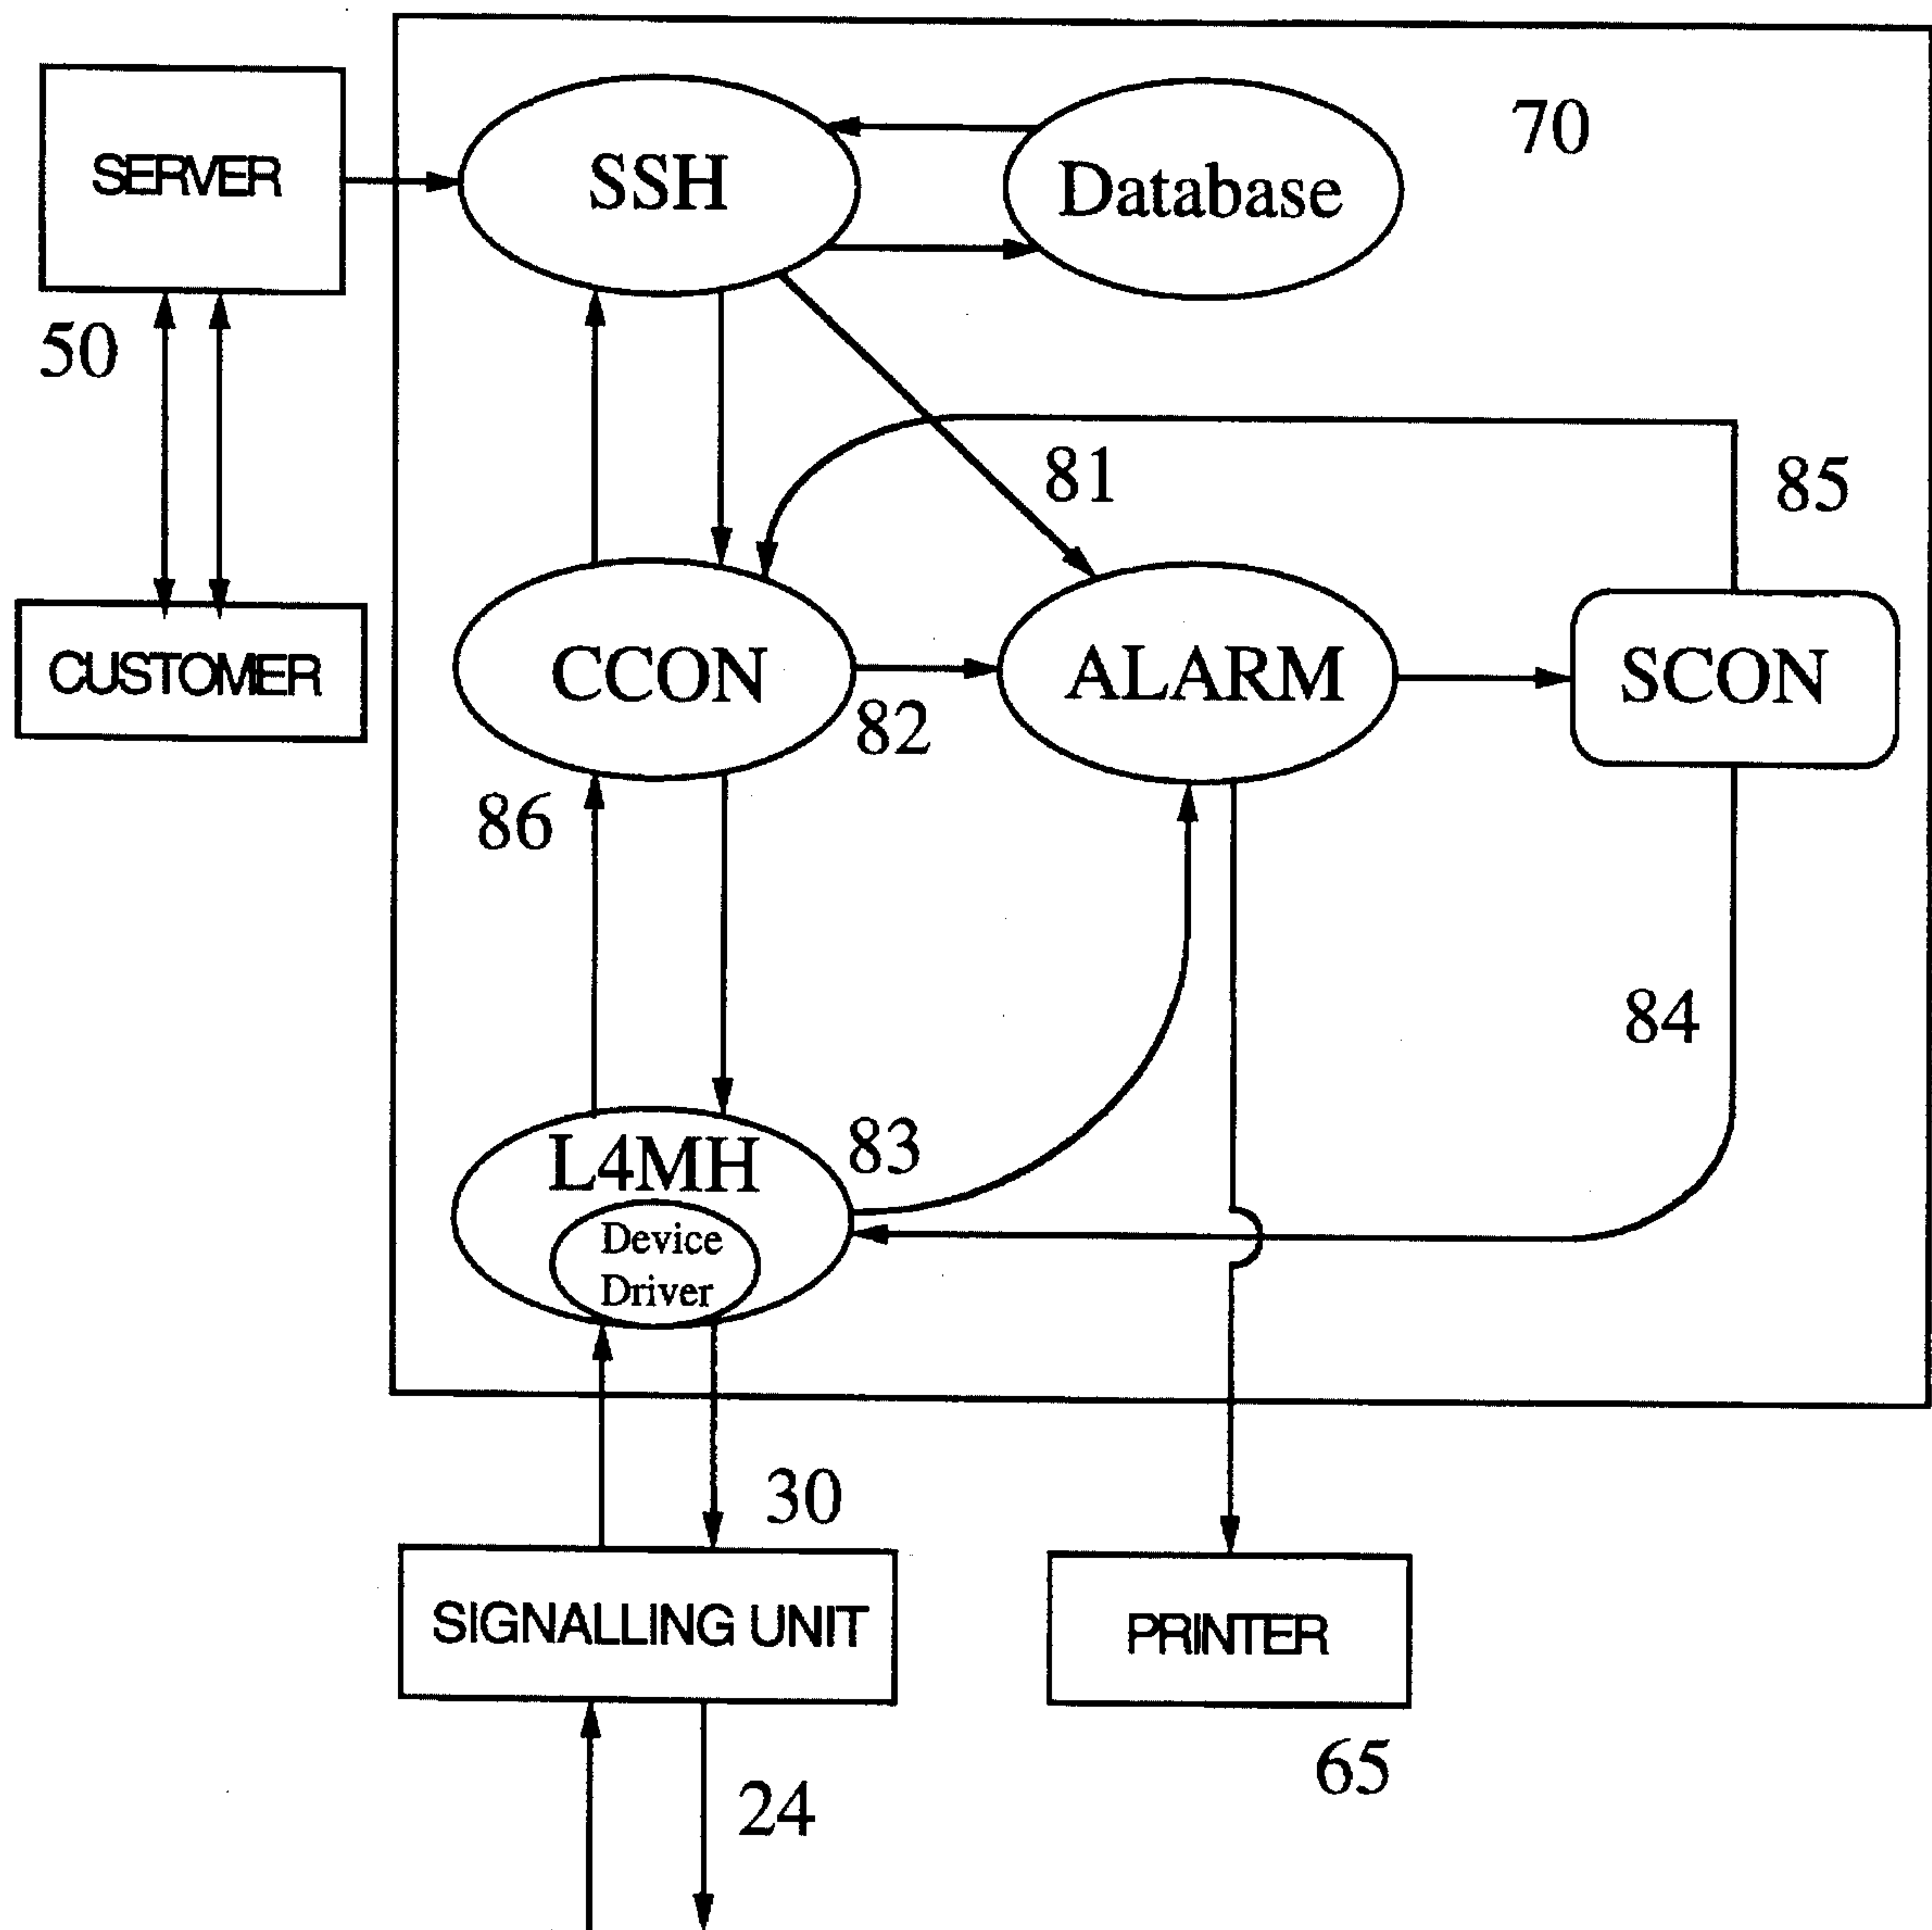 70
SERVER
SSH
Database
50
81
85
CUSTOMER
CCON
82
ALARM
SCON
86
84
L4MH
83
Device
Driver
30
SIGNALLING UNIT
PRINTER
65
24